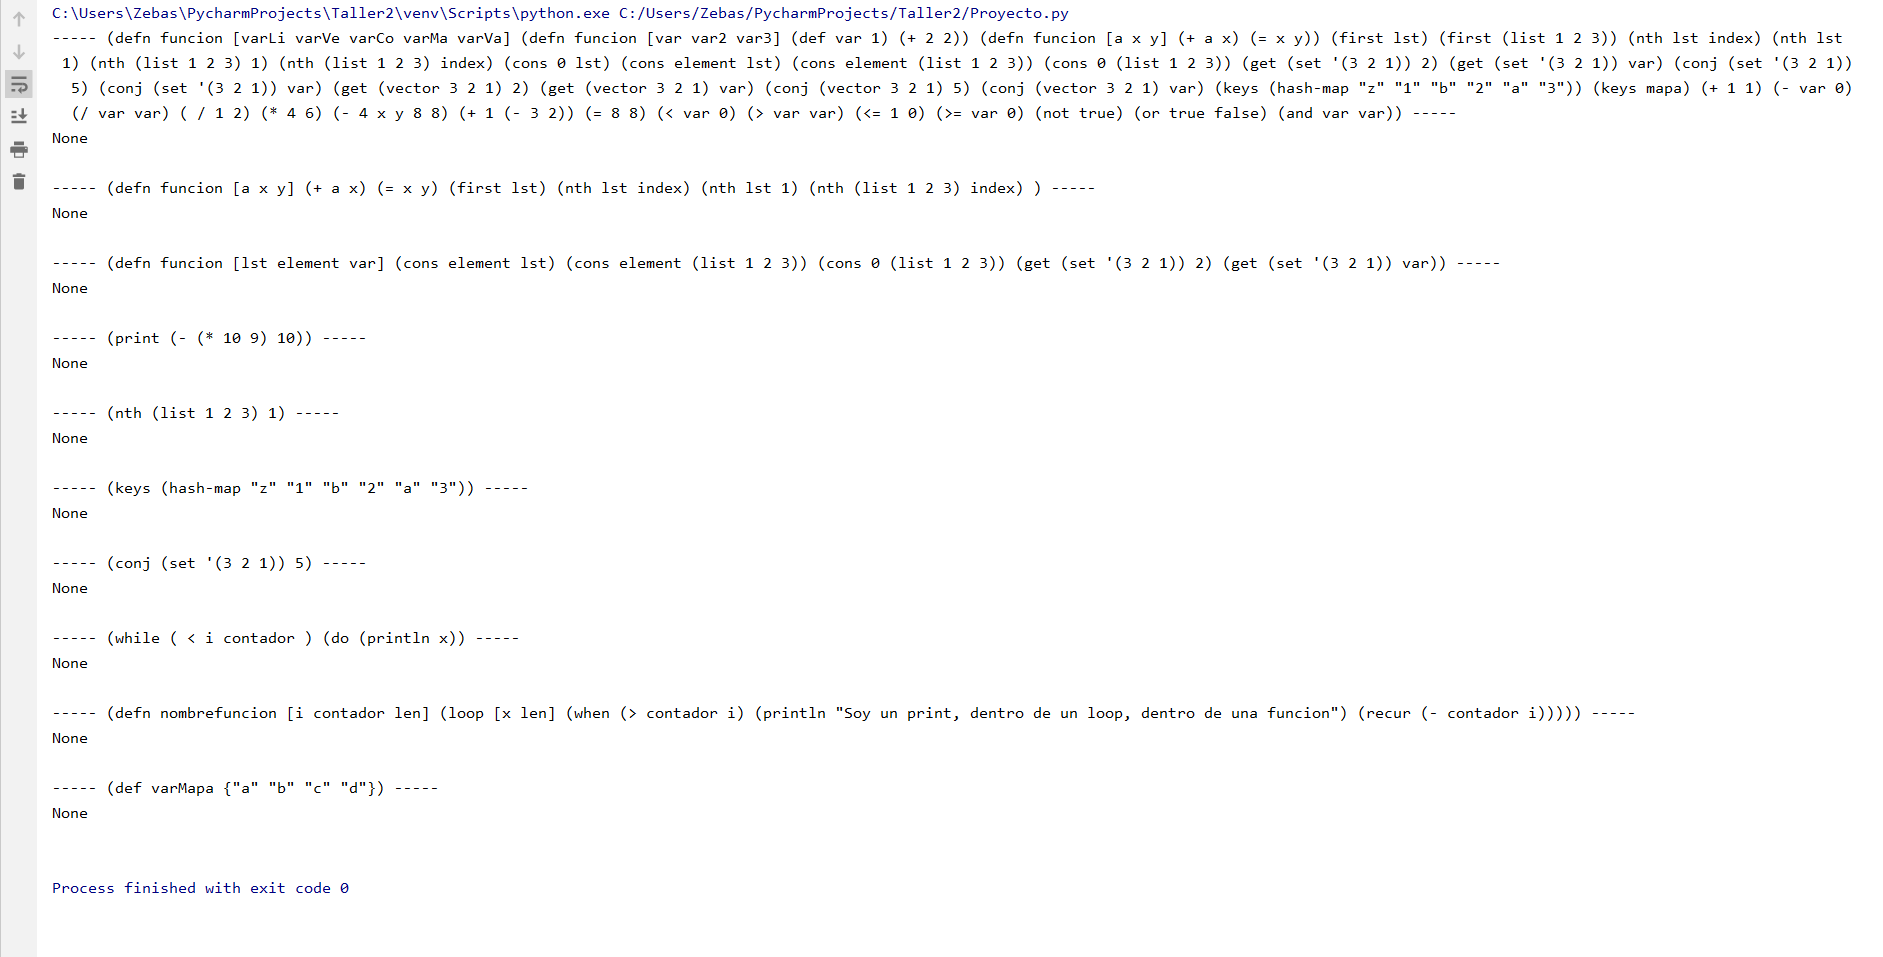 C:\Users\Zebas\PycharmProjects\Taller2\venv\Scripts\python.exe C:/Users/Zebas/PycharmProjects/Taller2/Proyecto.py
----- (defn funcion [varLi varVe varCo varMa varVa] (defn funcion [var var2 var3] (def var 1) (+ 2 2)) (defn funcion [a x y] (+ a x) (= x y)) (first lst) (first (list 1 2 3)) (nth lst index) (nth lst
1) (nth (list 1 2 3) 1) (nth (list 1 2 3) index) (cons 0 lst) (cons element lst) (cons element (list 1 2 3)) (cons 0 (list 1 2 3)) (get (set '(3 2 1)) 2) (get (set '(3 2 1)) var) (conj (set '(3 2 1))
5) (conj (set '(3 2 1)) var) (get (vector 3 2 1) 2) (get (vector 3 2 1) var) (conj (vector 3 2 1) 5) (conj (vector 3 2 1) var) (keys (hash-map "z" "1" "b" "2" "a" "3")) (keys mapa) (+ 1 1) (- var 0)
(/ var var) ( / 1 2) (* 4 6) (- 4 x y 8 8) (+ 1 (- 3 2)) (= 8 8) (< var 0) (> var var) (<= 1 0) (>= var 0) (not true) (or true false) (and var var)) -----
None
----- (defn funcion [a x y] (+ a x) (= x y) (first lst) (nth lst index) (nth lst 1) (nth (list 1 2 3) index) ) -----
None
----- (defn funcion [lst element var] (cons element lst) (cons element (list 1 2 3)) (cons 0 (list 1 2 3)) (get (set '(3 2 1)) 2) (get (set '(3 2 1)) var)) -----
None
----- (print (- (* 10 9) 10)) -----
None
----- (nth (list 1 2 3) 1) -----
None
----- (keys (hash-map "z" "1" "b" "2" "a" "3")) -----
None
----- (conj (set '(3 2 1)) 5) -----
None
----- (while ( < i contador ) (do (println x)) -----
None
----- (defn nombrefuncion [i contador len] (loop [x len] (when (> contador i) (println "Soy un print, dentro de un loop, dentro de una funcion") (recur (- contador i))))) -----
None
----- (def varMapa {"a" "b" "c" "d"}) -----
None
Process finished with exit code 0